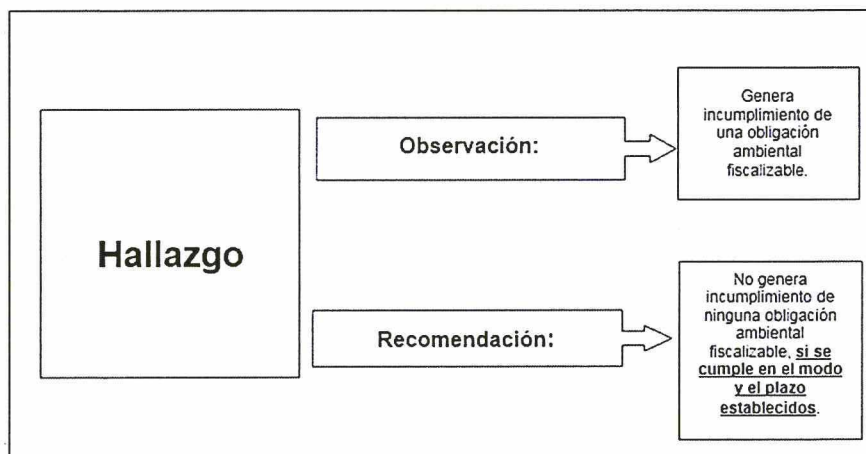 Hallazgo
Observación:
Genera
incumplimiento de
una obligación
ambiental
fiscalizable.
Recomendación:
No genera
incumplimiento de
ninguna obligación
ambiental
fiscalizable, si se
cumple en el modo
y el plazo
establecidos.